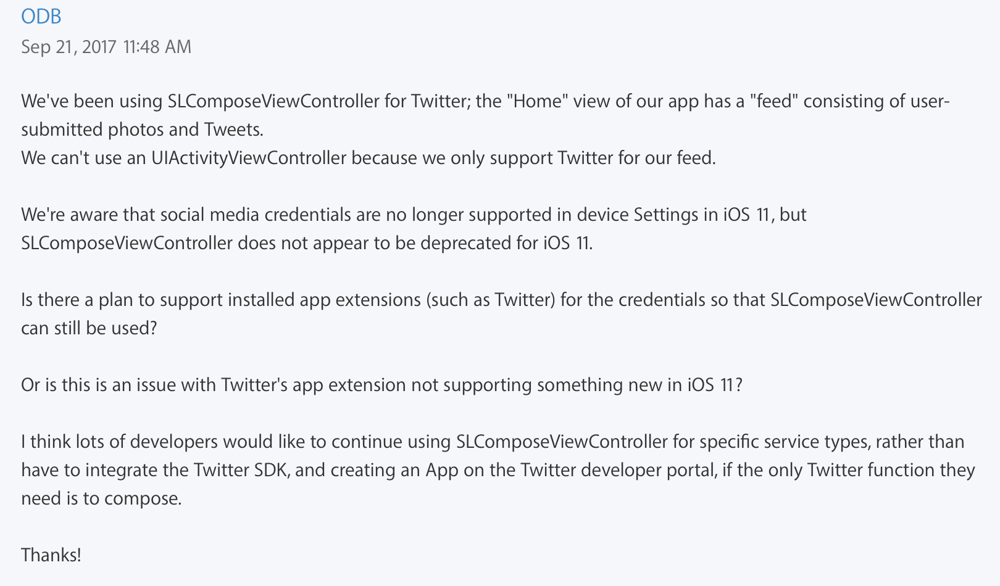 ODB
Sep 21, 2017 11:48 AM
We've been using SLComposeViewController for Twitter; the "Home" view of our app has a "feed" consisting of user-
submitted photos and Tweets.
We can't use an UIActivityViewController because we only support Twitter for our feed.
We're aware that social media credentials are no longer supported in device Settings in iOS 11, but
SLComposeViewController does not appear to be deprecated for iOS 11.
Is there a plan to support installed app extensions (such as Twitter) for the credentials so that SLComposeViewController
can still be used?
Or is this is an issue with Twitter's app extension not supporting something new in iOS 11?
I think lots of developers would like to continue using SLComposeViewController for specific service types, rather than
have to integrate the Twitter SDK, and creating an App on the Twitter developer portal, if the only Twitter function they
need is to compose.
Thanks!